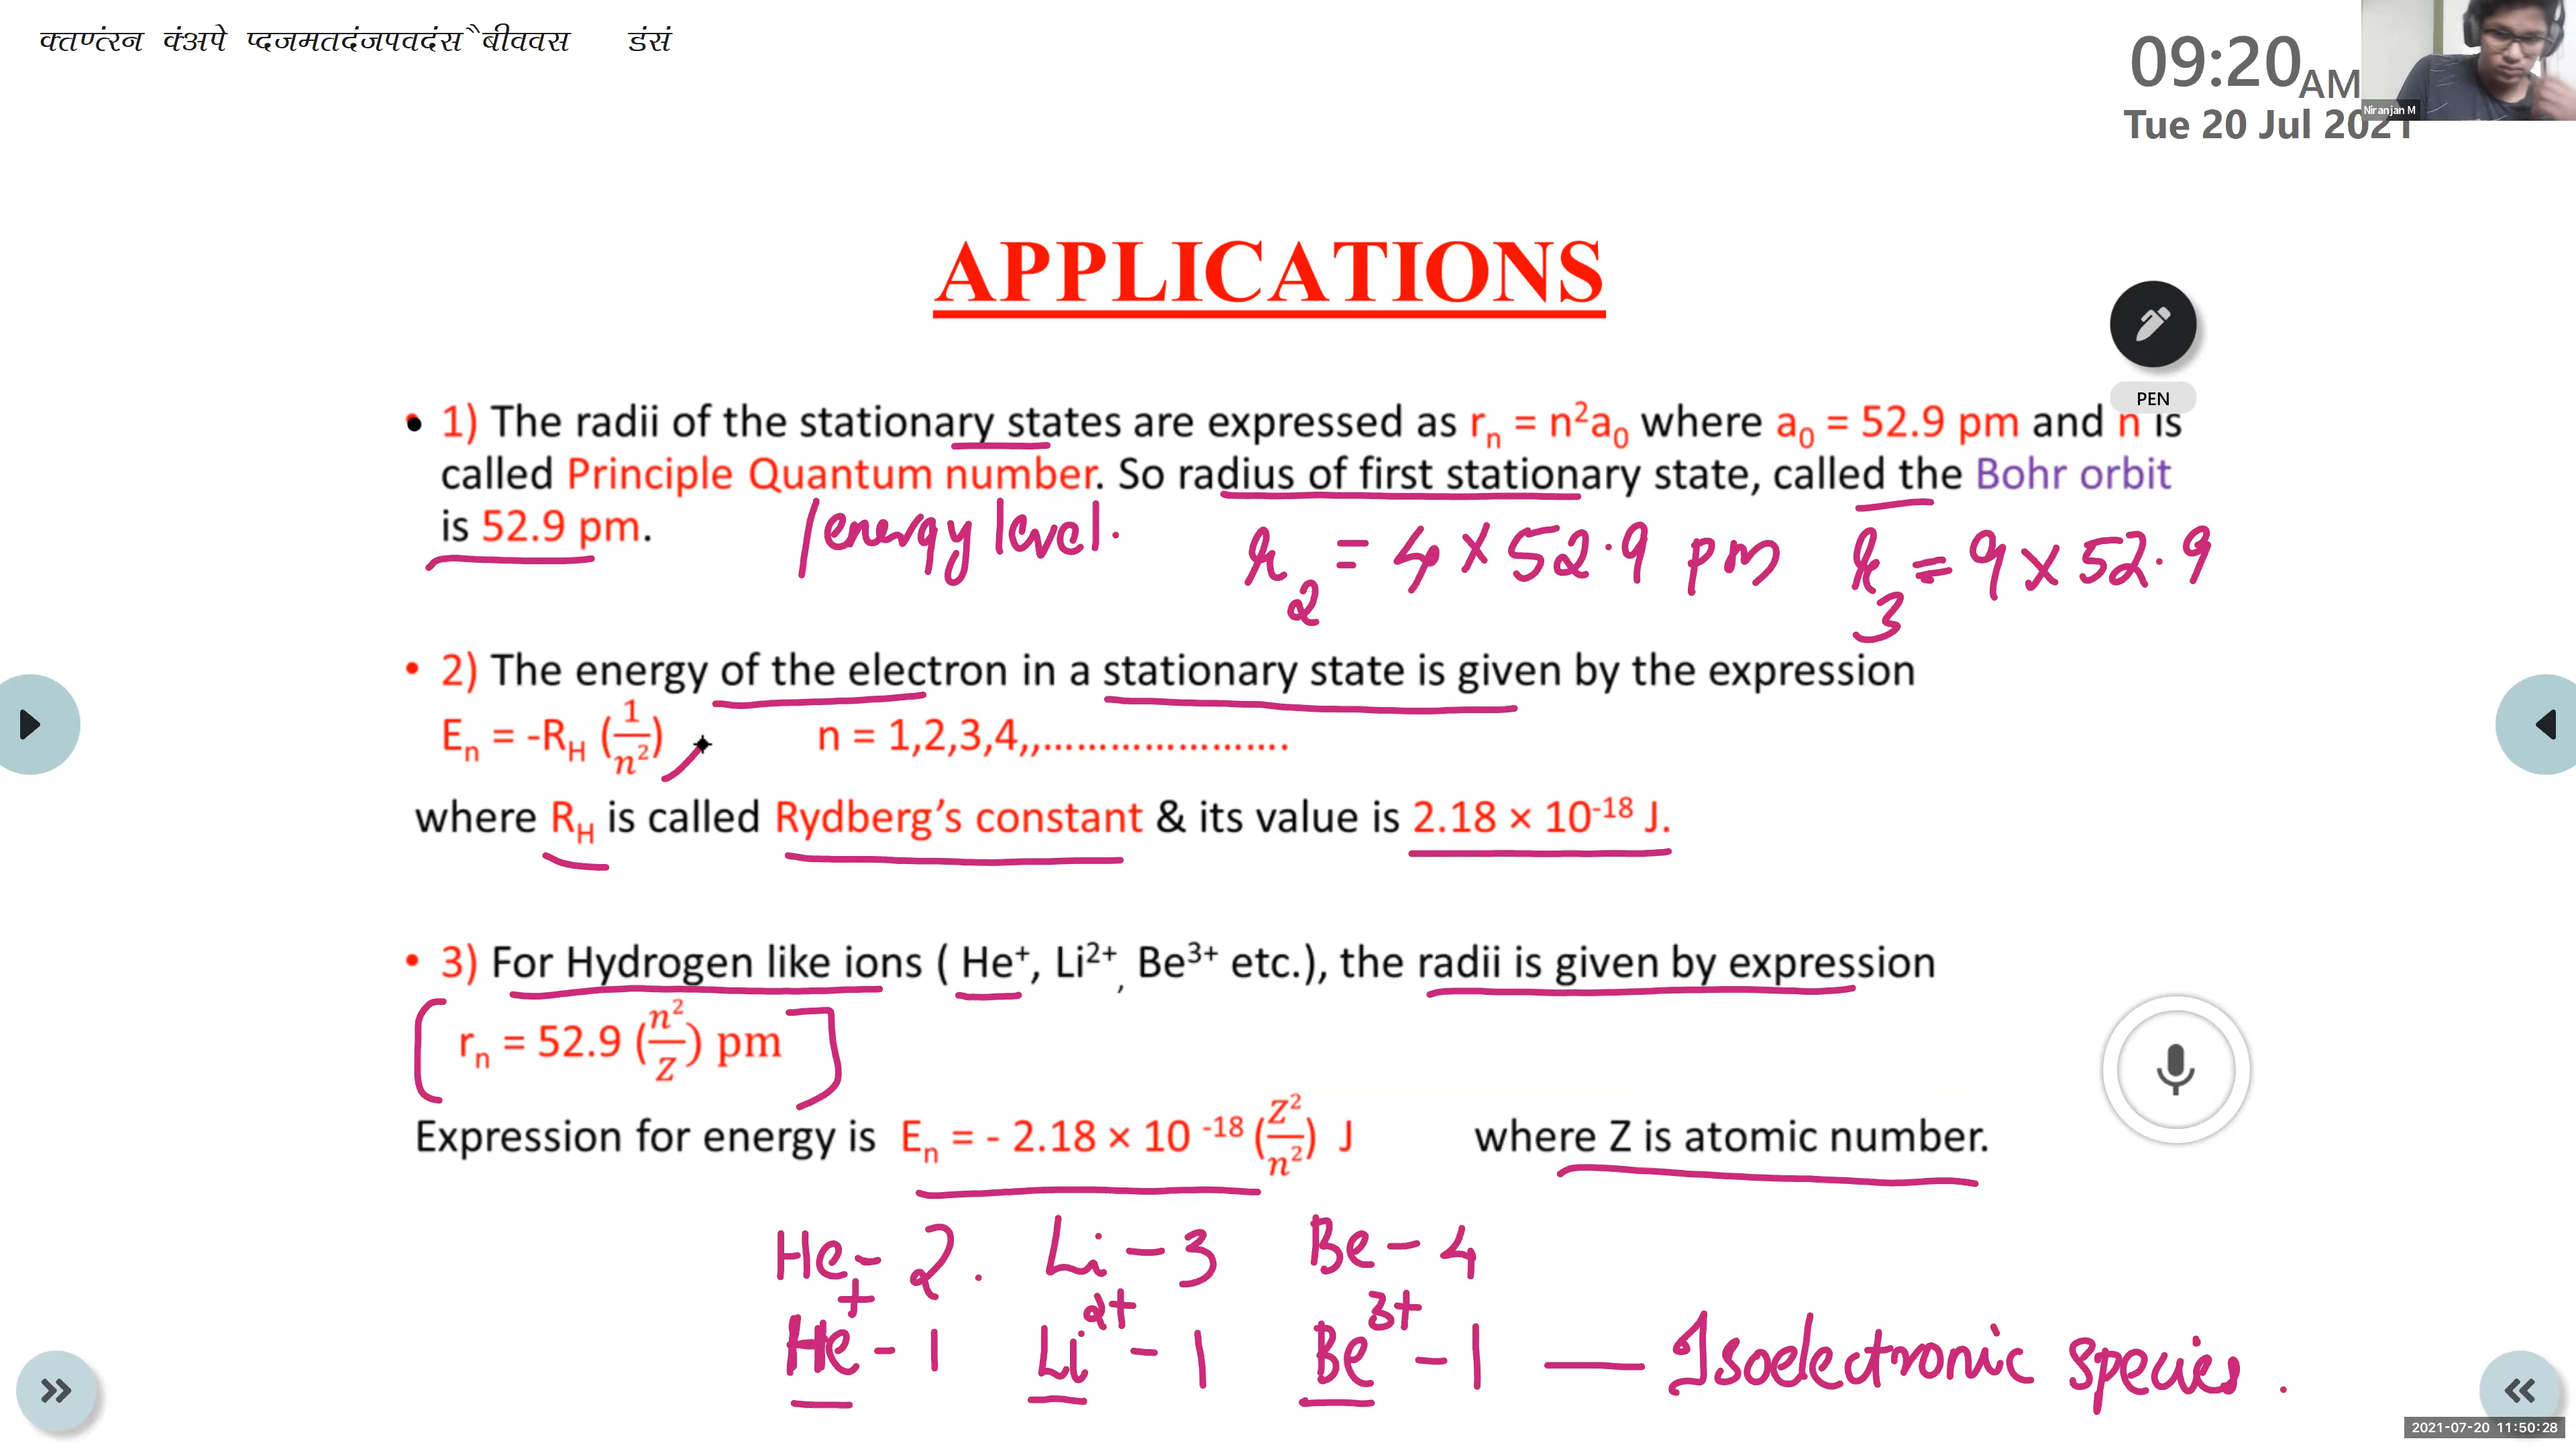 क्तण्तंरन कंअपे प्दजमतदंजपवदंस ैबीववस डंसं
09:20 AM
Niranjan M
Tue 20 Jul 2021
APPLICATIONS
PEN
• 1) The radii of the stationary states are expressed as rₙ = n²a₀ where a₀ = 52.9 pm and n is
called Principle Quantum number. So radius of first stationary state, called the Bohr orbit
is 52.9 pm. /energy level. r₂ = 4 × 52.9 pm r₃ = 9 × 52.9
• 2) The energy of the electron in a stationary state is given by the expression
Eₙ = -R_H (1/n²) n = 1,2,3,4,,......................
where R_H is called Rydberg’s constant & its value is 2.18 × 10⁻¹⁸ J.
• 3) For Hydrogen like ions ( He⁺, Li²⁺, Be³⁺ etc.), the radii is given by expression
rₙ = 52.9 (n²/Z) pm
Expression for energy is Eₙ = - 2.18 × 10 ⁻¹⁸ (Z²/n²) J where Z is atomic number.
He - 2. Li - 3 Be - 4
He⁺ - 1 Li²⁺ - 1 Be³⁺ - 1 — Isoelectronic species.
2021-07-20 11:50:28